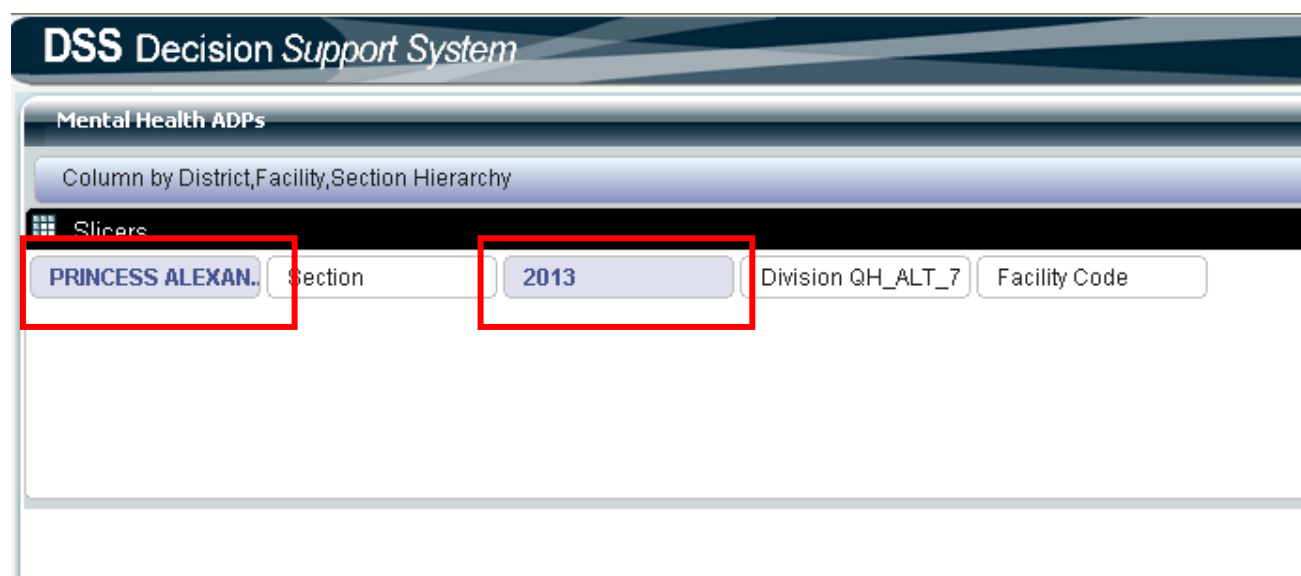 DSS Decision Support System
Mental Health ADPs
Column by District,Facility,Section Hierarchy
Slicers
PRINCESS ALEXAN.. Section 2013 Division QH_ALT_7 Facility Code